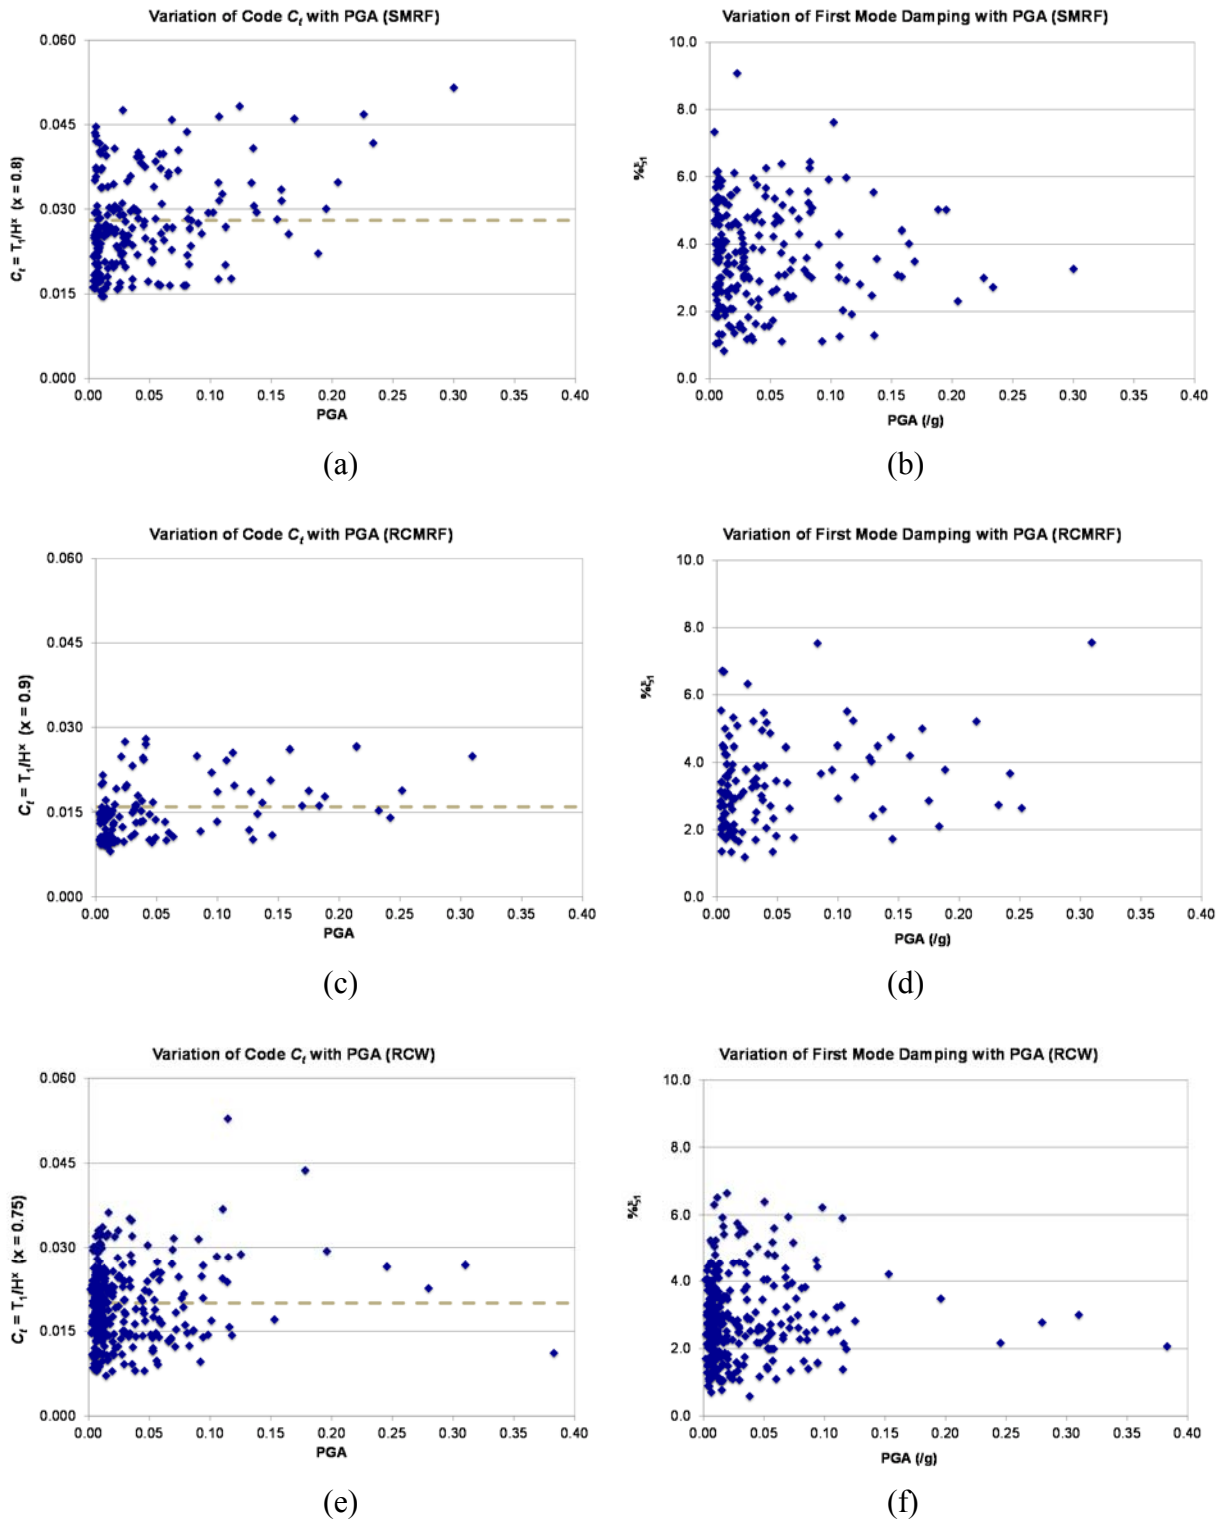 Variation of Code Ct with PGA (SMRF)
0.060
0.045
0.030
0.015
0.000
Ct = T1/H^x (x = 0.8)
0.00 0.05 0.10 0.15 0.20 0.25 0.30 0.35 0.40
PGA
(a)
Variation of First Mode Damping with PGA (SMRF)
10.0
8.0
6.0
4.0
2.0
0.0
%ξ1
0.00 0.05 0.10 0.15 0.20 0.25 0.30 0.35 0.40
PGA (/g)
(b)
Variation of Code Ct with PGA (RCMRF)
0.060
0.045
0.030
0.015
0.000
Ct = T1/H^x (x = 0.9)
0.00 0.05 0.10 0.15 0.20 0.25 0.30 0.35 0.40
PGA
(c)
Variation of First Mode Damping with PGA (RCMRF)
10.0
8.0
6.0
4.0
2.0
0.0
%ξ1
0.00 0.05 0.10 0.15 0.20 0.25 0.30 0.35 0.40
PGA (/g)
(d)
Variation of Code Ct with PGA (RCW)
0.060
0.045
0.030
0.015
0.000
Ct = T1/H^x (x = 0.75)
0.00 0.05 0.10 0.15 0.20 0.25 0.30 0.35 0.40
PGA
(e)
Variation of First Mode Damping with PGA (RCW)
10.0
8.0
6.0
4.0
2.0
0.0
%ξ1
0.00 0.05 0.10 0.15 0.20 0.25 0.30 0.35 0.40
PGA (/g)
(f)